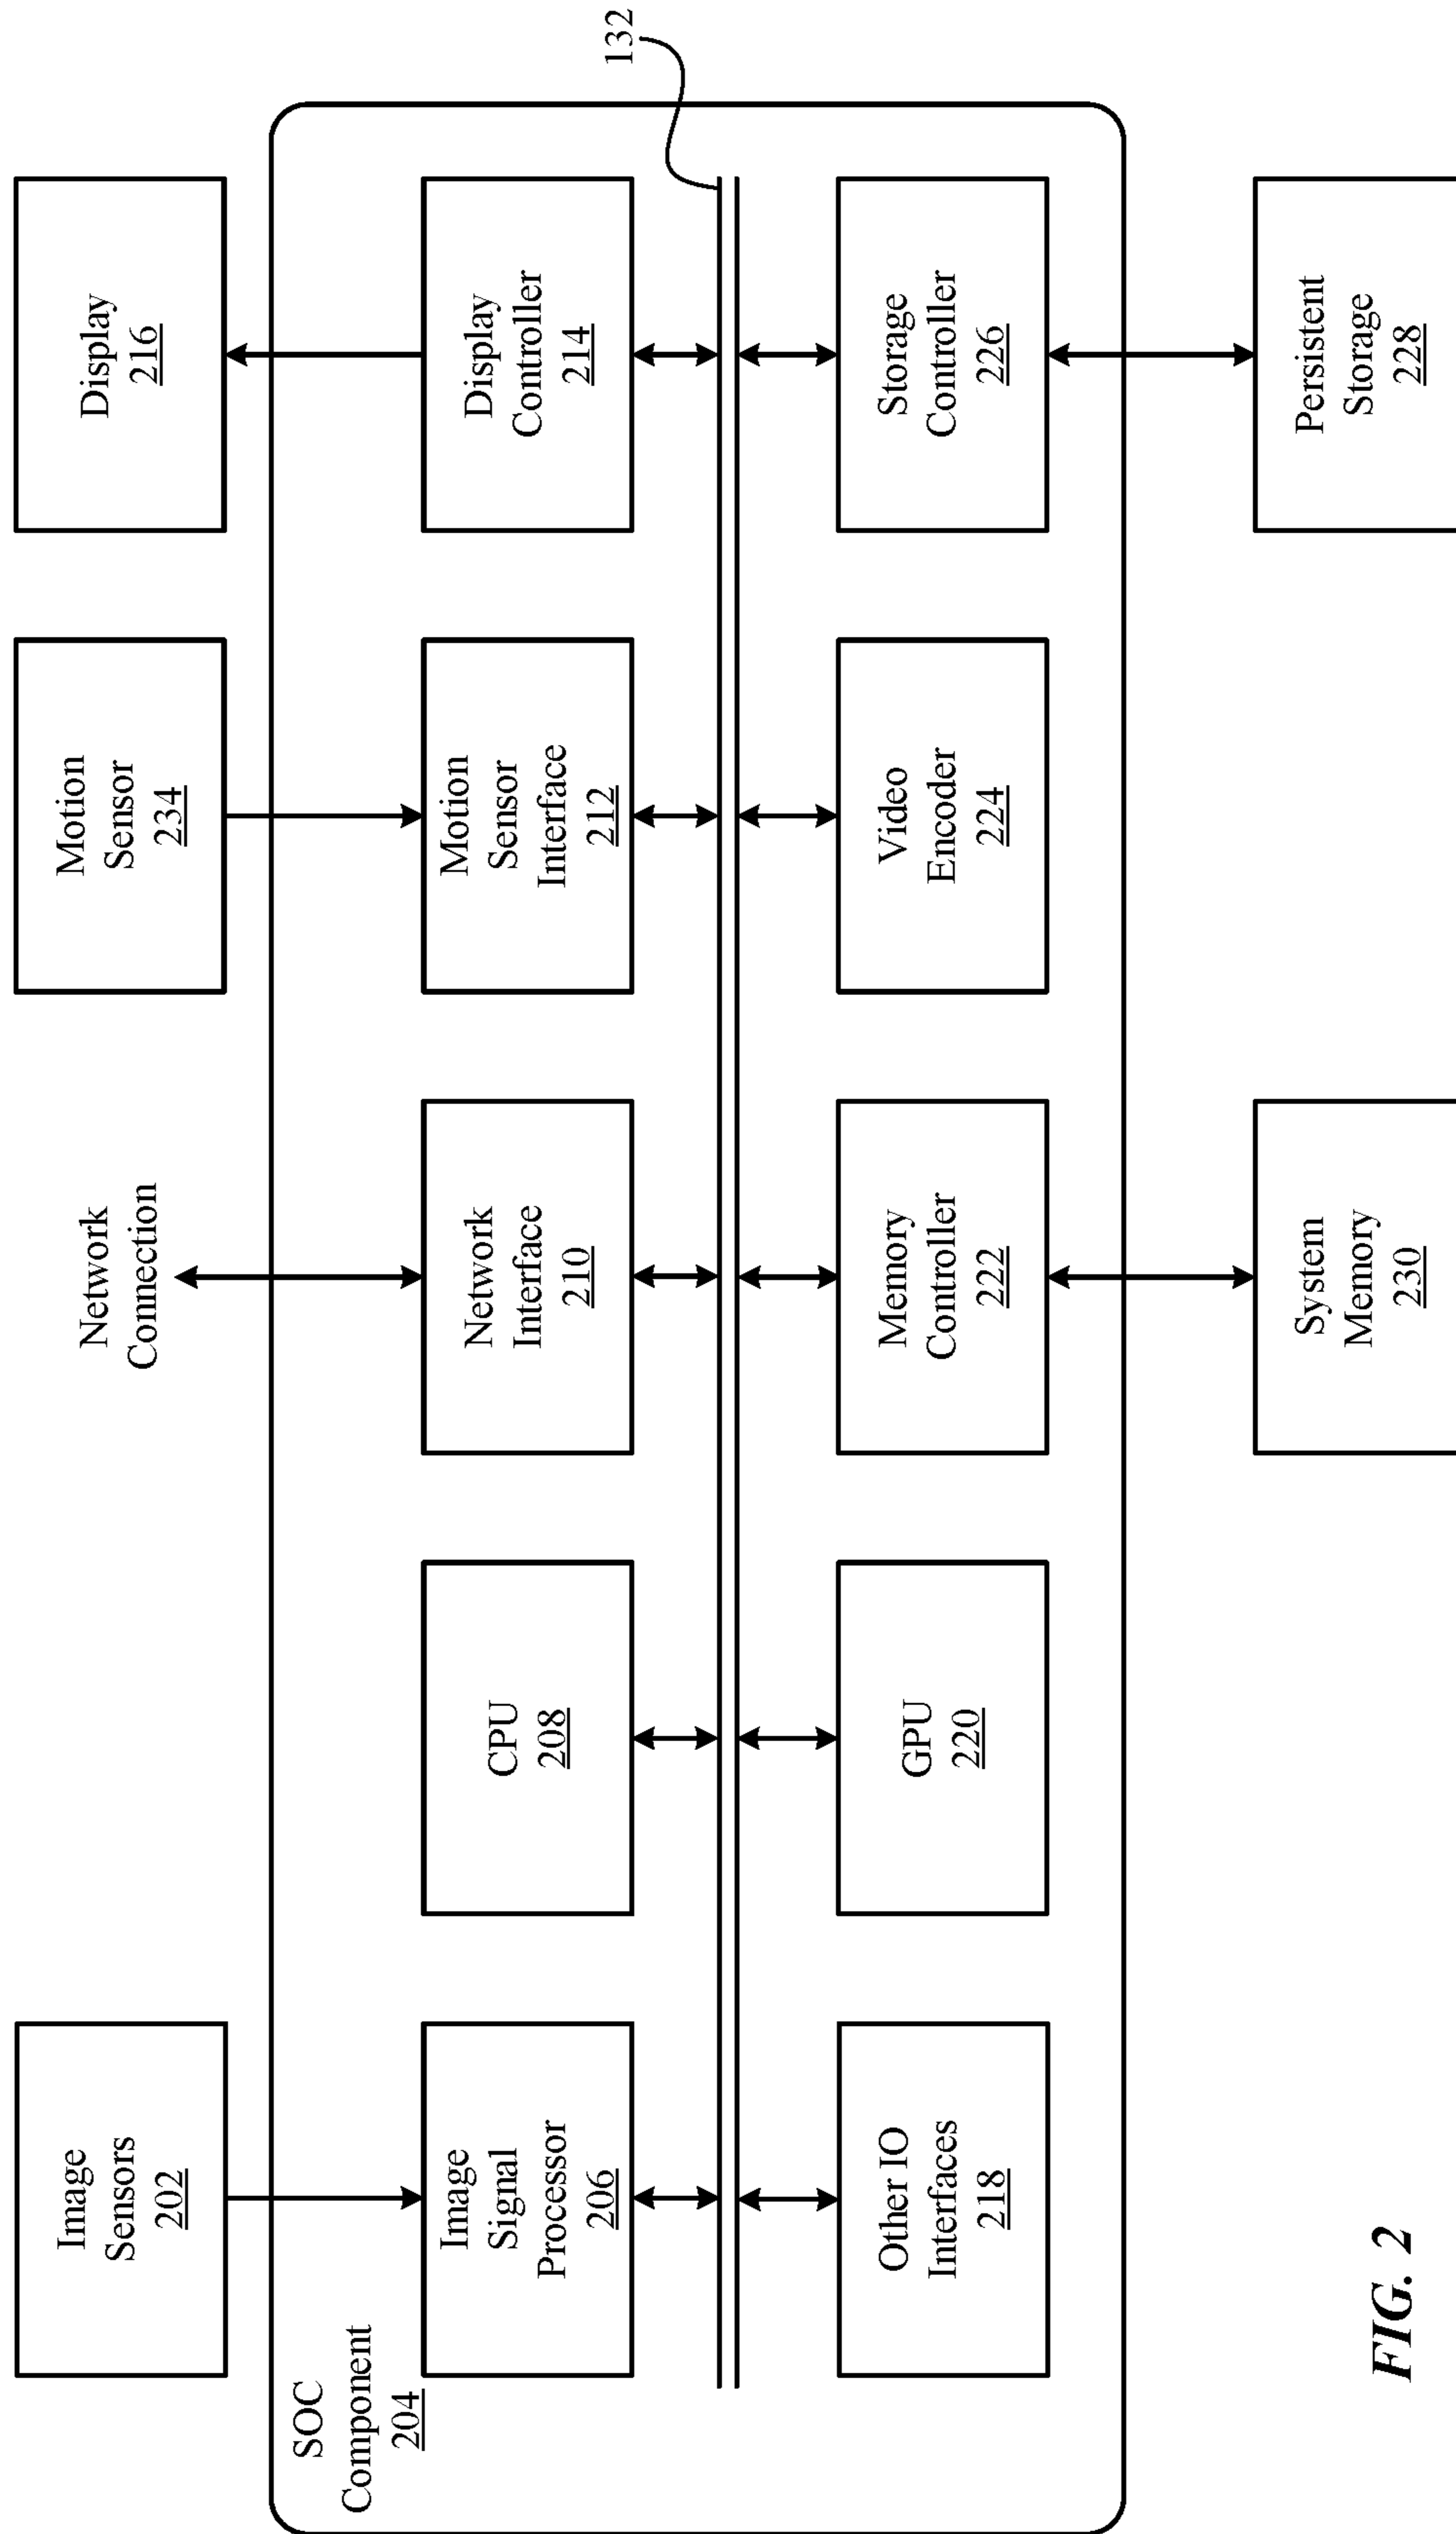 Image
Sensors
202
Network
Connection
Motion
Sensor
234
Display
216
SOC
Component
204
Image
Signal
Processor
206
CPU
208
Network
Interface
210
Motion
Sensor
Interface
212
Display
Controller
214
132
Other IO
Interfaces
218
GPU
220
Memory
Controller
222
Video
Encoder
224
Storage
Controller
226
System
Memory
230
Persistent
Storage
228
FIG. 2